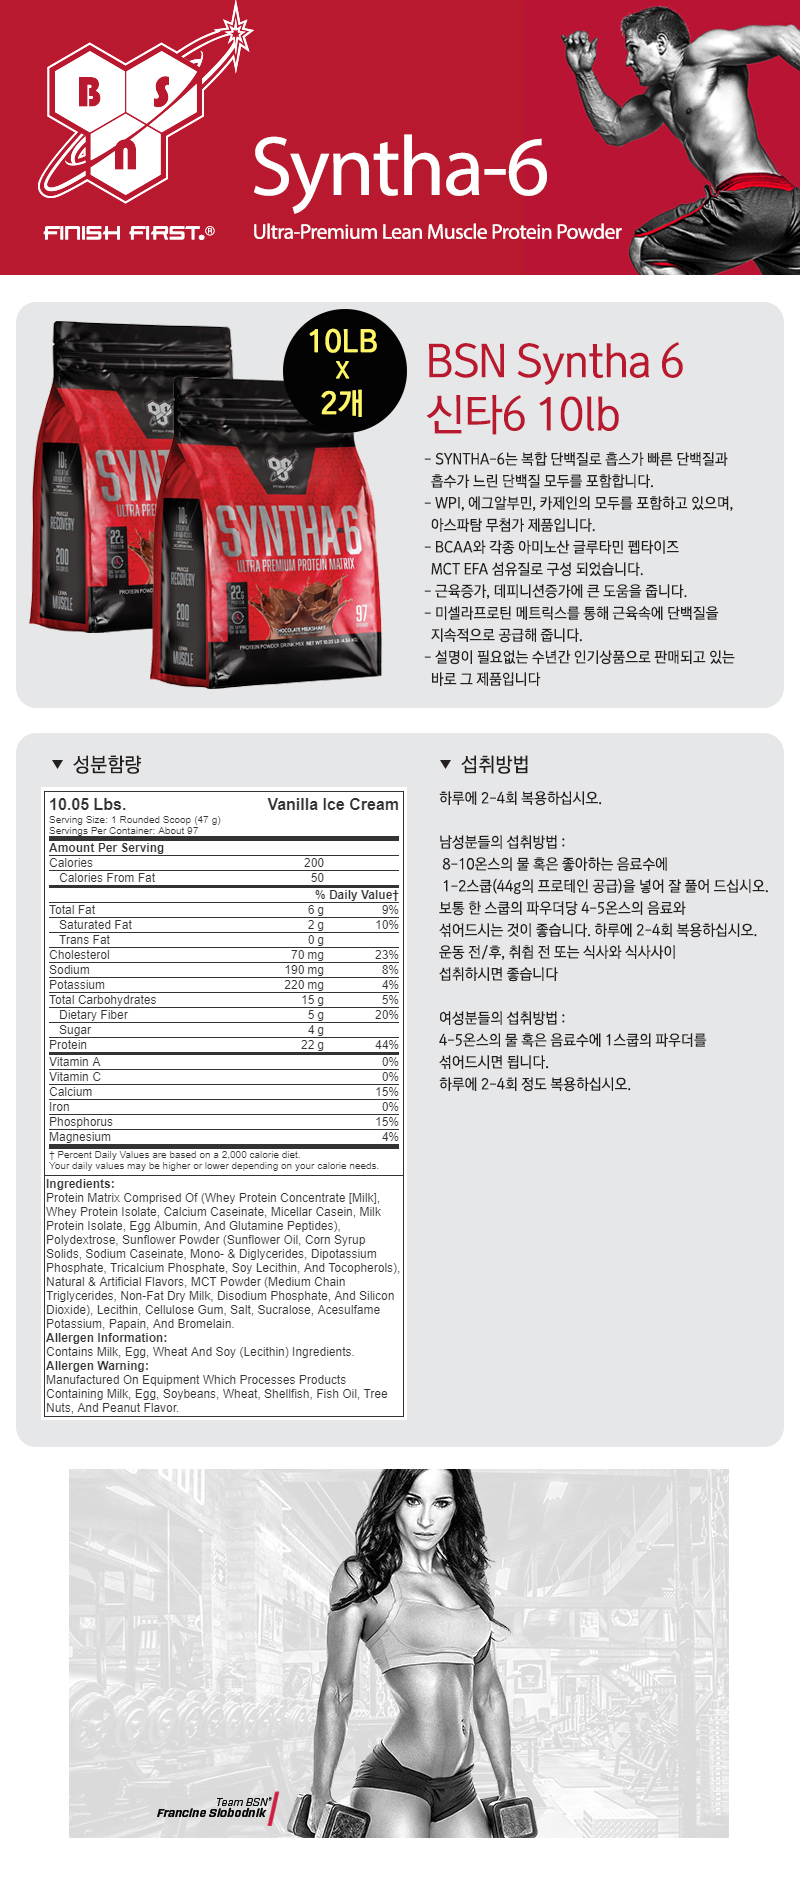 BSn
FINISH FIRST.®
Syntha-6
Ultra-Premium Lean Muscle Protein Powder
10LB
X
2개
SYNTHA-6
ULTRA PREMIUM PROTEIN MATRIX
MUSCLE
RECOVERY
200
CALORIES
LEAN
MUSCLE
22g
97
CHOCOLATE MILKSHAKE
PROTEIN POWDER DRINK MIX NET WT 10.05 LB
BSN Syntha 6
신타6 10lb
- SYNTHA-6는 복합 단백질로 흡스가 빠른 단백질과
흡수가 느린 단백질 모두를 포함합니다.
- WPI, 에그알부민, 카제인의 모두를 포함하고 있으며,
아스파탐 무첨가 제품입니다.
- BCAA와 각종 아미노산 글루타민 펩타이즈
MCT EFA 섬유질로 구성 되었습니다.
- 근육증가, 데피니션증가에 큰 도움을 줍니다.
- 미셀라프로틴 메트릭스를 통해 근육속에 단백질을
지속적으로 공급해 줍니다.
- 설명이 필요없는 수년간 인기상품으로 판매되고 있는
바로 그 제품입니다
▼ 성분함량
10.05 Lbs. Vanilla Ice Cream
Serving Size: 1 Rounded Scoop (47 g)
Servings Per Container: About 97
Amount Per Serving
Calories 200
Calories From Fat 50
% Daily Value†
Total Fat 6 g 9%
Saturated Fat 2 g 10%
Trans Fat 0 g
Cholesterol 70 mg 23%
Sodium 190 mg 8%
Potassium 220 mg 4%
Total Carbohydrates 15 g 5%
Dietary Fiber 5 g 20%
Sugar 4 g
Protein 22 g 44%
Vitamin A 0%
Vitamin C 0%
Calcium 15%
Iron 0%
Phosphorus 15%
Magnesium 4%
† Percent Daily Values are based on a 2,000 calorie diet.
Your daily values may be higher or lower depending on your calorie needs.
Ingredients:
Protein Matrix Comprised Of (Whey Protein Concentrate [Milk],
Whey Protein Isolate, Calcium Caseinate, Micellar Casein, Milk
Protein Isolate, Egg Albumin, And Glutamine Peptides),
Polydextrose, Sunflower Powder (Sunflower Oil, Corn Syrup
Solids, Sodium Caseinate, Mono- & Diglycerides, Dipotassium
Phosphate, Tricalcium Phosphate, Soy Lecithin, And Tocopherols),
Natural & Artificial Flavors, MCT Powder (Medium Chain
Triglycerides, Non-Fat Dry Milk, Disodium Phosphate, And Silicon
Dioxide), Lecithin, Cellulose Gum, Salt, Sucralose, Acesulfame
Potassium, Papain, And Bromelain.
Allergen Information:
Contains Milk, Egg, Wheat And Soy (Lecithin) Ingredients.
Allergen Warning:
Manufactured On Equipment Which Processes Products
Containing Milk, Egg, Soybeans, Wheat, Shellfish, Fish Oil, Tree
Nuts, And Peanut Flavor.
▼ 섭취방법
하루에 2-4회 복용하십시오.
남성분들의 섭취방법 :
8-10온스의 물 혹은 좋아하는 음료수에
1-2스쿱(44g의 프로테인 공급)을 넣어 잘 풀어 드십시오.
보통 한 스쿱의 파우더당 4-5온스의 음료와
섞어드시는 것이 좋습니다. 하루에 2-4회 복용하십시오.
운동 전/후, 취침 전 또는 식사와 식사사이
섭취하시면 좋습니다
여성분들의 섭취방법 :
4-5온스의 물 혹은 음료수에 1스쿱의 파우더를
섞어드시면 됩니다.
하루에 2-4회 정도 복용하십시오.
Team BSN®
Francine Slobodnik